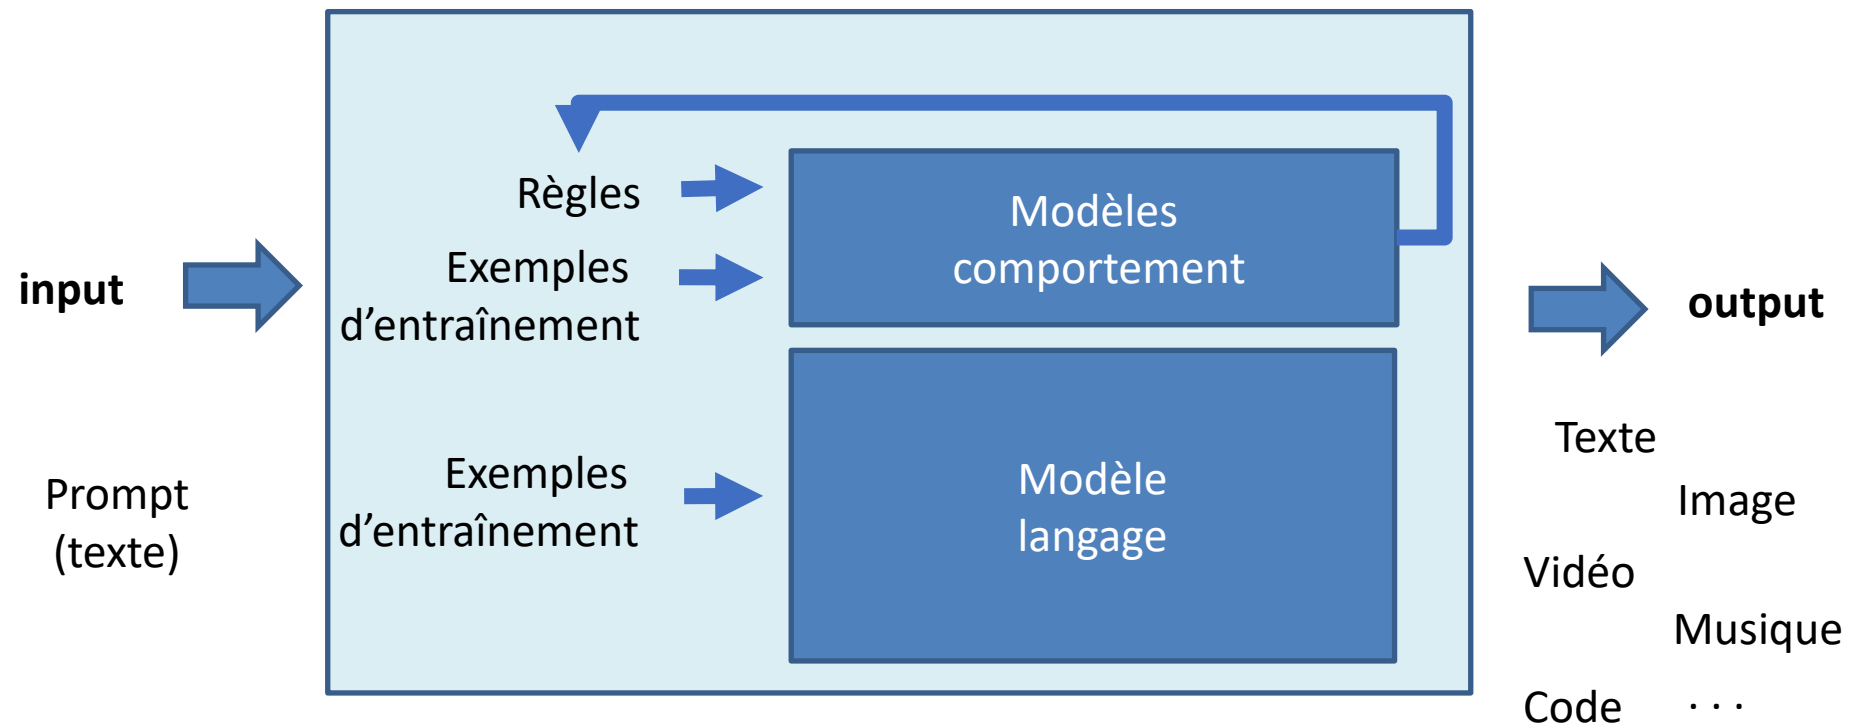 input
Prompt
(texte)
Règles
Exemples
d’entraînement
Exemples
d’entraînement
Modèles
comportement
Modèle
langage
output
Texte
Image
Vidéo
Musique
Code
. . .